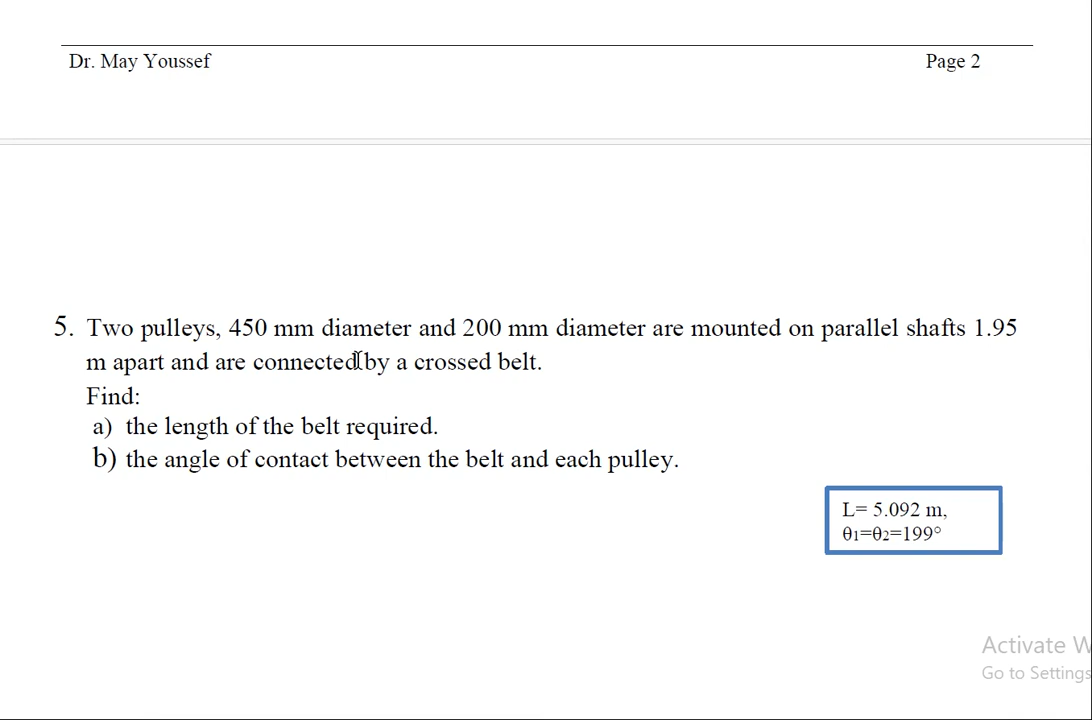 Dr. May Youssef Page 2
5. Two pulleys, 450 mm diameter and 200 mm diameter are mounted on parallel shafts 1.95
m apart and are connected by a crossed belt.
Find:
a) the length of the belt required.
b) the angle of contact between the belt and each pulley.
L= 5.092 m,
θ1=θ2=199°
Activate W
Go to Settings